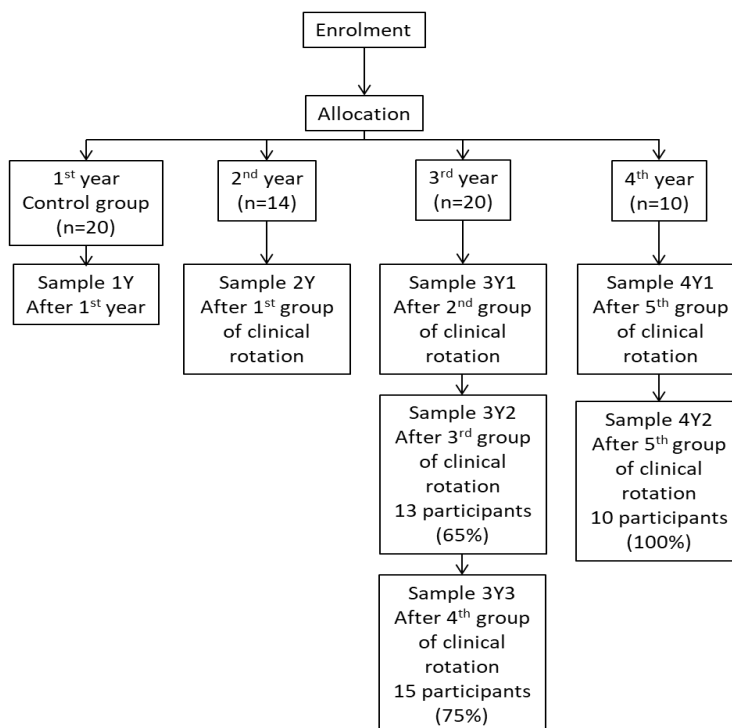 Enrolment
Allocation
1st year
Control group
(n=20)
2nd year
(n=14)
3rd year
(n=20)
4th year
(n=10)
Sample 1Y
After 1st year
Sample 2Y
After 1st group
of clinical
rotation
Sample 3Y1
After 2nd group
of clinical
rotation
Sample 4Y1
After 5th group
of clinical
rotation
Sample 3Y2
After 3rd group
of clinical
rotation
13 participants
(65%)
Sample 4Y2
After 5th group
of clinical
rotation
10 participants
(100%)
Sample 3Y3
After 4th group
of clinical
rotation
15 participants
(75%)